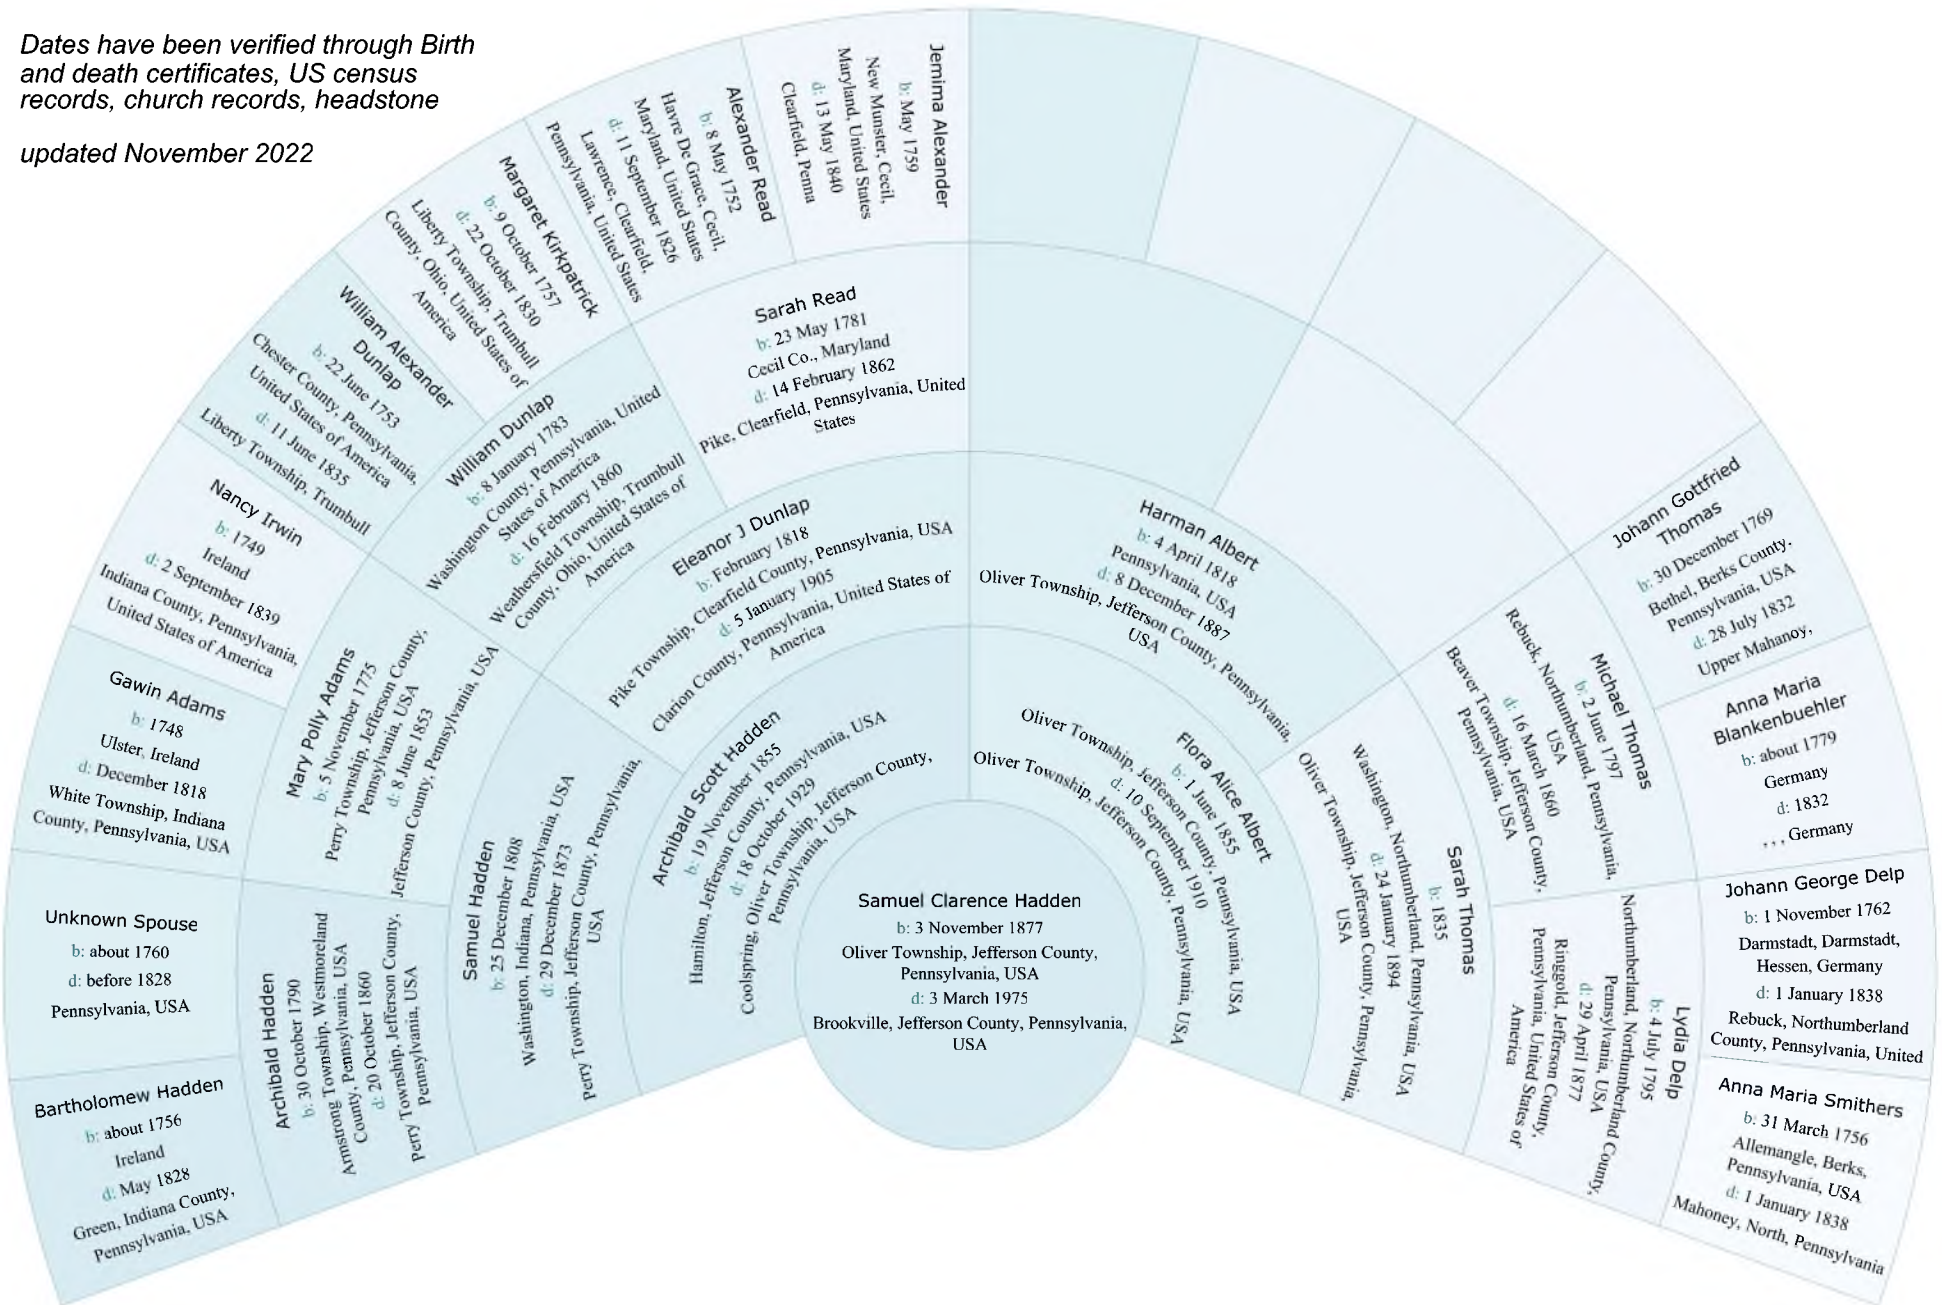 Dates have been verified through Birth
and death certificates, US census
records, church records, headstone
updated November 2022
Samuel Clarence Hadden
b: 3 November 1877
Oliver Township, Jefferson County,
Pennsylvania, USA
d: 3 March 1975
Brookville, Jefferson County, Pennsylvania,
USA
Archibald Scott Hadden
b: 19 November 1855
Hamilton, Jefferson County, Pennsylvania, USA
d: 18 October 1929
Coolspring, Oliver Township, Jefferson County,
Pennsylvania, USA
Flora Alice Albert
b: 1 June 1855
Oliver Township, Jefferson County, Pennsylvania, USA
d: 10 September 1910
Oliver Township, Jefferson County, Pennsylvania, USA
Samuel Hadden
b: 25 December 1808
Washington, Indiana, Pennsylvania, USA
d: 29 December 1873
Perry Township, Jefferson County, Pennsylvania,
USA
Eleanor J Dunlap
b: February 1818
Pike Township, Clearfield County, Pennsylvania, USA
d: 5 January 1905
Clarion County, Pennsylvania, United States of
America
Harman Albert
b: 4 April 1818
Pennsylvania, USA
d: 8 December 1887
Oliver Township, Jefferson County, Pennsylvania,
USA
Sarah Thomas
b: 1835
Washington, Northumberland, Pennsylvania, USA
d: 24 January 1894
Oliver Township, Jefferson County, Pennsylvania,
USA
Archibald Hadden
b: 30 October 1790
Armstrong Township, Westmoreland
County, Pennsylvania, USA
d: 20 October 1860
Perry Township, Jefferson County,
Pennsylvania, USA
Mary Polly Adams
b: 5 November 1775
Perry Township, Jefferson County,
Pennsylvania, USA
d: 8 June 1853
Jefferson County, Pennsylvania, USA
William Dunlap
b: 8 January 1783
Washington County, Pennsylvania, United
States of America
d: 16 February 1860
Weathersfield Township, Trumbull
County, Ohio, United States of
America
Sarah Read
b: 23 May 1781
Cecil Co., Maryland
d: 14 February 1862
Pike, Clearfield, Pennsylvania, United
States
Michael Thomas
b: 2 June 1797
Rebuck, Northumberland, Pennsylvania,
USA
d: 16 March 1860
Beaver Township, Jefferson County,
Pennsylvania, USA
Lydia Delp
b: 4 July 1795
Northumberland, Northumberland County,
Pennsylvania, USA
d: 29 April 1877
Ringgold, Jefferson County,
Pennsylvania, United States of
America
Bartholomew Hadden
b: about 1756
Ireland
d: May 1828
Green, Indiana County,
Pennsylvania, USA
Unknown Spouse
b: about 1760
d: before 1828
Pennsylvania, USA
Gawin Adams
b: 1748
Ulster, Ireland
d: December 1818
White Township, Indiana
County, Pennsylvania, USA
Nancy Irwin
b: 1749
Ireland
d: 2 September 1839
Indiana County, Pennsylvania,
United States of America
William Alexander
Dunlap
b: 22 June 1753
Chester County, Pennsylvania,
United States of America
d: 11 June 1835
Liberty Township, Trumbull
Margaret Kirkpatrick
b: 9 October 1757
d: 22 October 1830
Liberty Township, Trumbull
County, Ohio, United States of
America
Alexander Read
b: 8 May 1752
Havre De Grace, Cecil,
Maryland, United States
d: 11 September 1826
Lawrence, Clearfield,
Pennsylvania, United States
Jemima Alexander
b: May 1759
New Munster, Cecil,
Maryland, United States
d: 13 May 1840
Clearfield, Penna
Johann Gottfried
Thomas
b: 30 December 1769
Bethel, Berks County,
Pennsylvania, USA
d: 28 July 1832
Upper Mahanoy,
Anna Maria
Blankenbuehler
b: about 1779
Germany
d: 1832
, , , Germany
Johann George Delp
b: 1 November 1762
Darmstadt, Darmstadt,
Hessen, Germany
d: 1 January 1838
Rebuck, Northumberland
County, Pennsylvania, United
Anna Maria Smithers
b: 31 March 1756
Allemangle, Berks,
Pennsylvania, USA
d: 1 January 1838
Mahoney, North, Pennsylvania